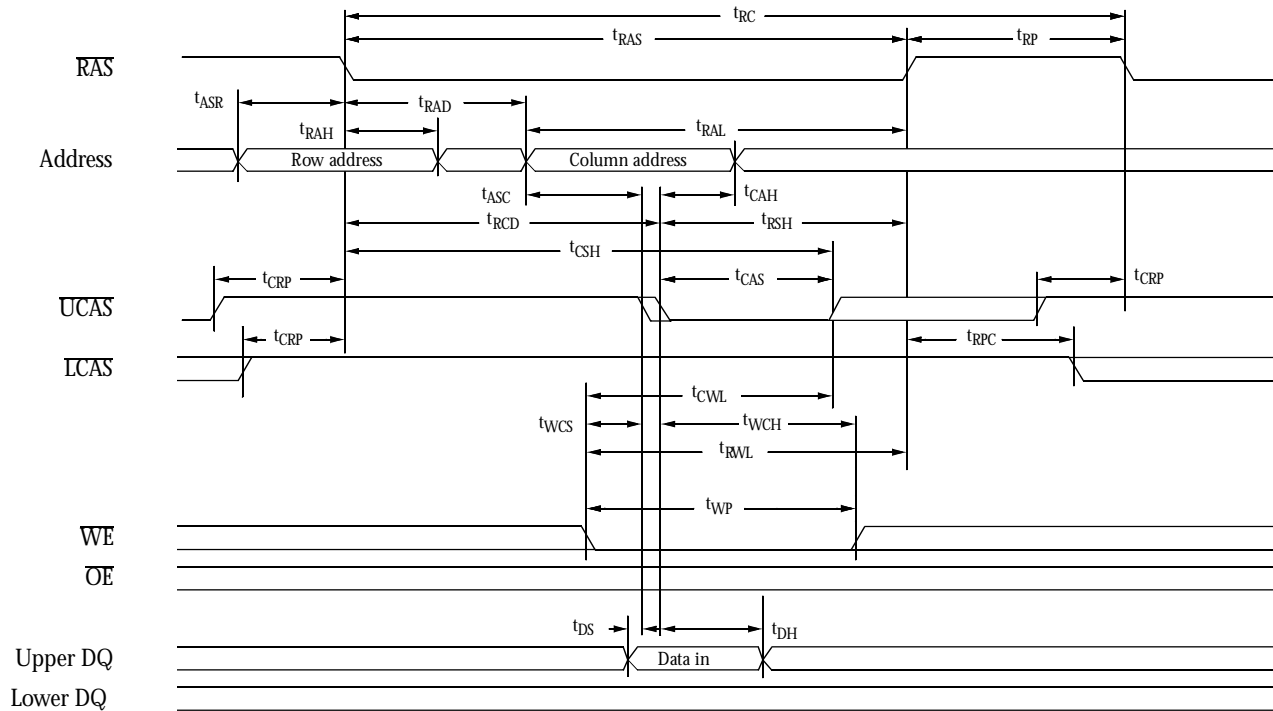 tRC
tRAS
tRP
RAS
tASR
tRAD
tRAH
tRAL
Address
Row address
Column address
tASC
tCAH
tRCD
tRSH
tCSH
tCRP
tCAS
tCRP
UCAS
tCRP
tRPC
LCAS
tCWL
tWCS
tWCH
tRWL
tWP
WE
OE
tDS
tDH
Upper DQ
Data in
Lower DQ